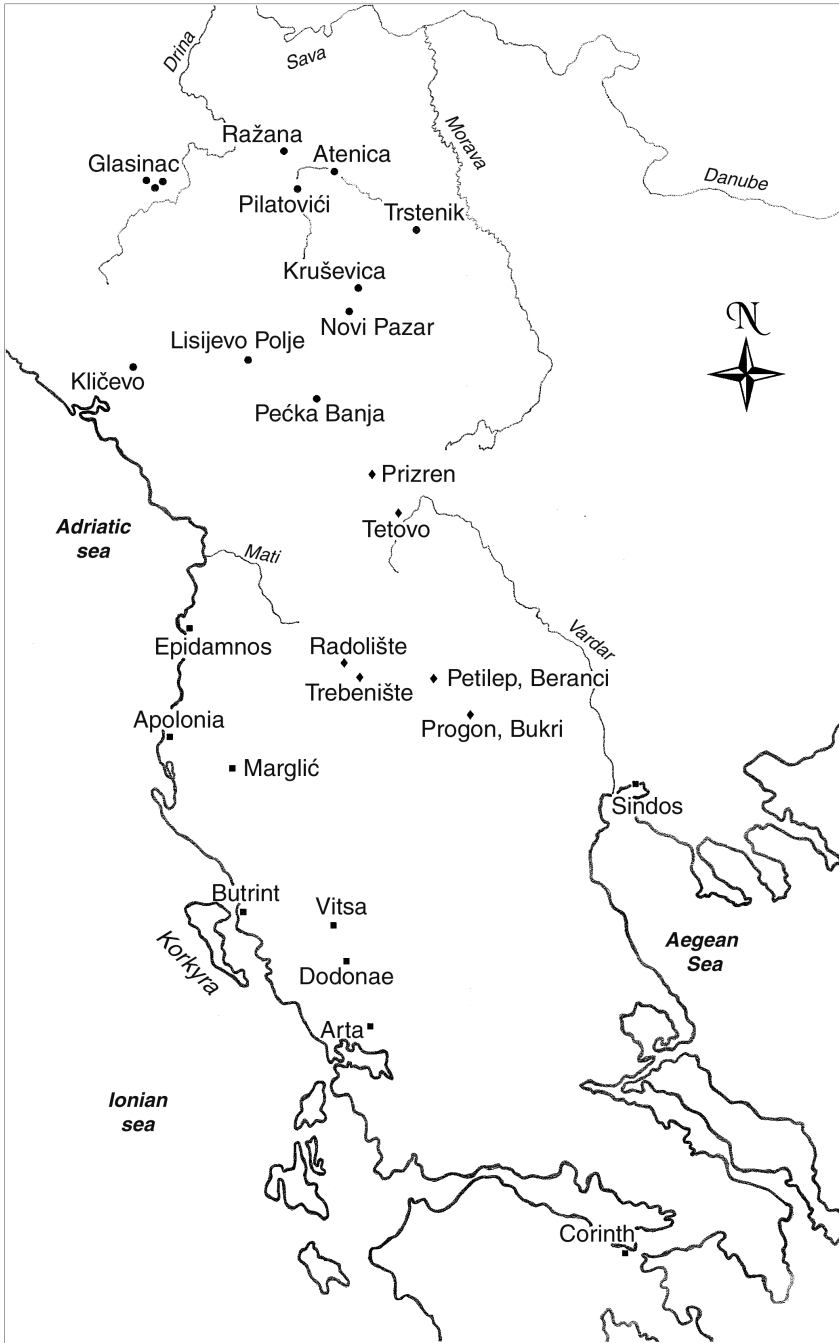 Drina
Sava
Morava
Danube
Ražana
Atenica
Glasinac
Pilatovići
Trstenik
Kruševica
N
Novi Pazar
Lisijevo Polje
Kličevo
Pećka Banja
Prizren
Tetovo
Adriatic
sea
Mati
Epidamnos
Vardar
Radolište
Trebenište
Petilep, Beranci
Progon, Bukri
Apolonia
Marglić
Sindos
Butrint
Vitsa
Korkyra
Dodonae
Aegean
Sea
Arta
Ionian
sea
Corinth